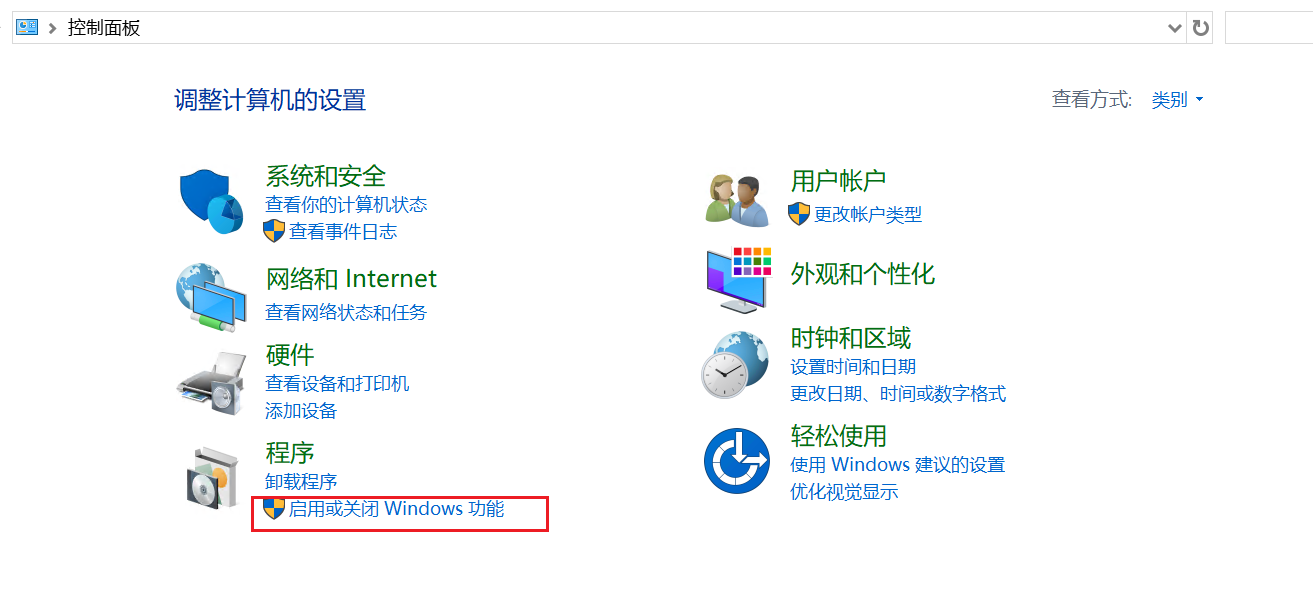 控制面板
调整计算机的设置
查看方式: 类别
系统和安全
查看你的计算机状态
查看事件日志
网络和 Internet
查看网络状态和任务
硬件
查看设备和打印机
添加设备
程序
卸载程序
启用或关闭 Windows 功能
用户帐户
更改帐户类型
外观和个性化
时钟和区域
设置时间和日期
更改日期、时间或数字格式
轻松使用
使用 Windows 建议的设置
优化视觉显示